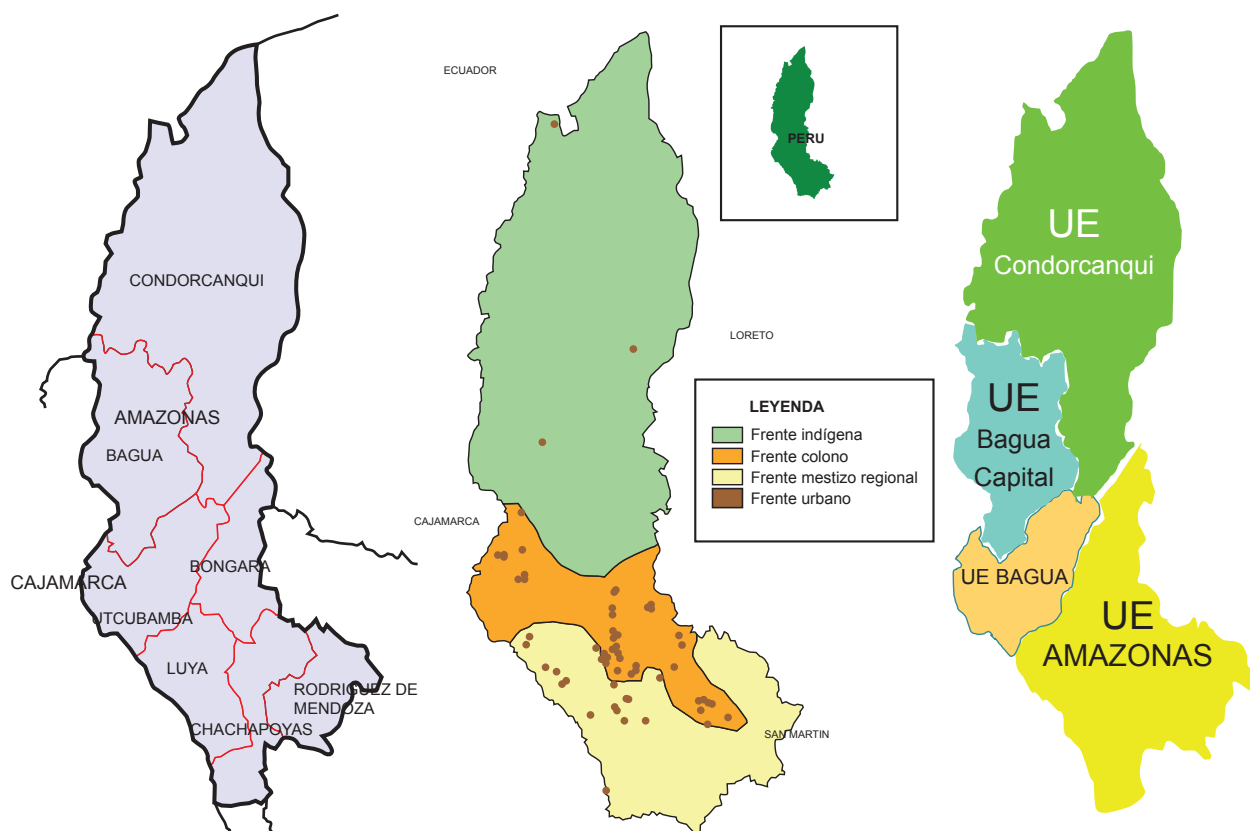 CONDORCANQUI
AMAZONAS
BAGUA
CAJAMARCA
BONGARA
UTCUBAMBA
LUYA
RODRIGUEZ DE
MENDOZA
CHACHAPOYAS
ECUADOR
PERU
LORETO
LEYENDA
Frente indígena
Frente colono
Frente mestizo regional
Frente urbano
CAJAMARCA
SAN MARTIN
UE
Condorcanqui
UE
Bagua
Capital
UE BAGUA
UE
AMAZONAS